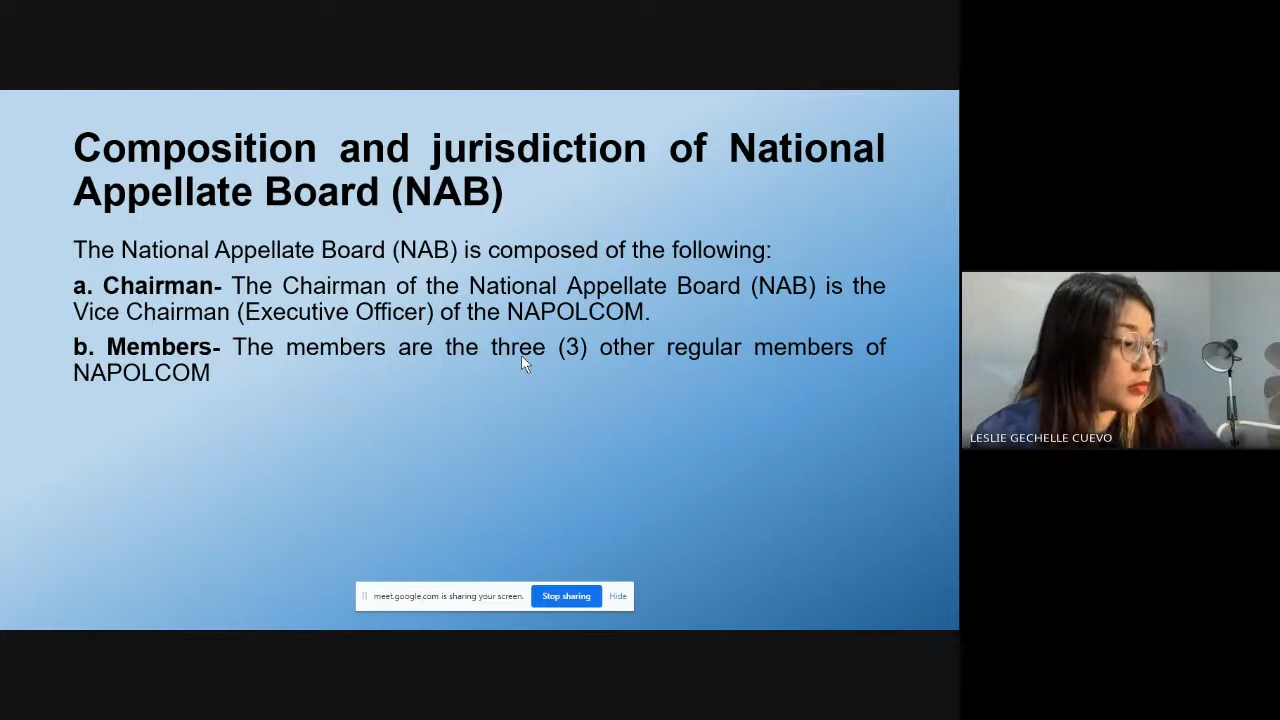 Composition and jurisdiction of National
Appellate Board (NAB)
The National Appellate Board (NAB) is composed of the following:
a. Chairman- The Chairman of the National Appellate Board (NAB) is the
Vice Chairman (Executive Officer) of the NAPOLCOM.
b. Members- The members are the three (3) other regular members of
NAPOLCOM
LESLIE GECHELLE CUEVO
meet.google.com is sharing your screen.
Stop sharing
Hide